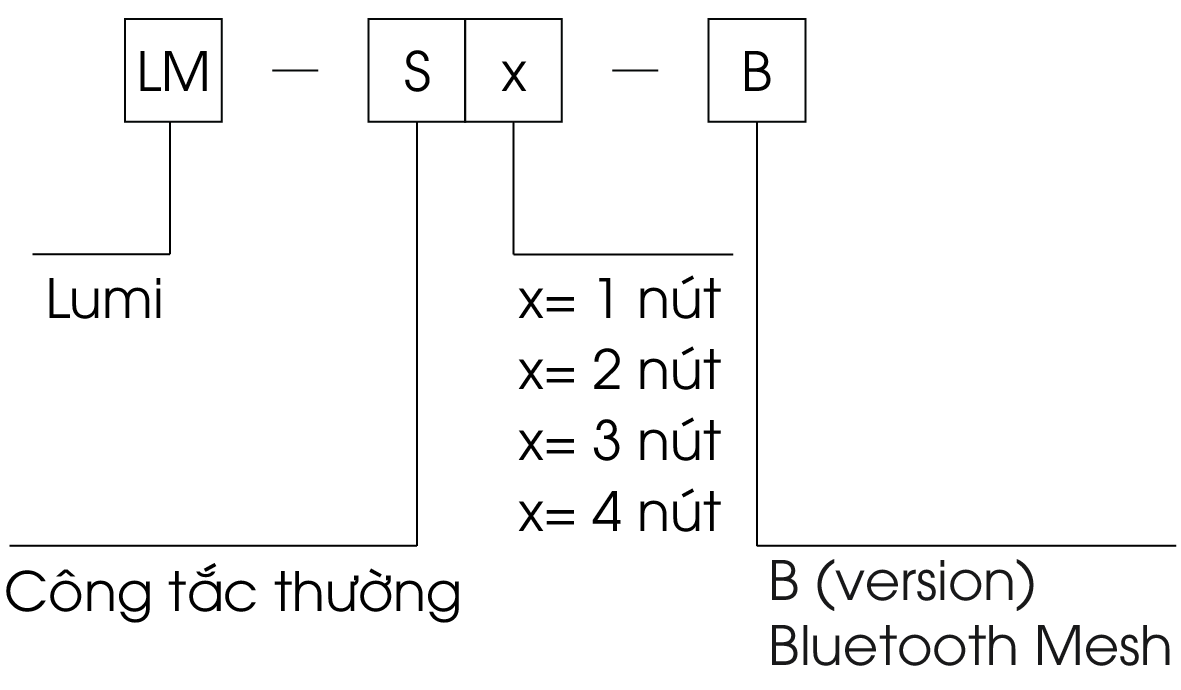 LM — S x — B
Lumi
x= 1 nút
x= 2 nút
x= 3 nút
x= 4 nút
Công tắc thường
B (version)
Bluetooth Mesh